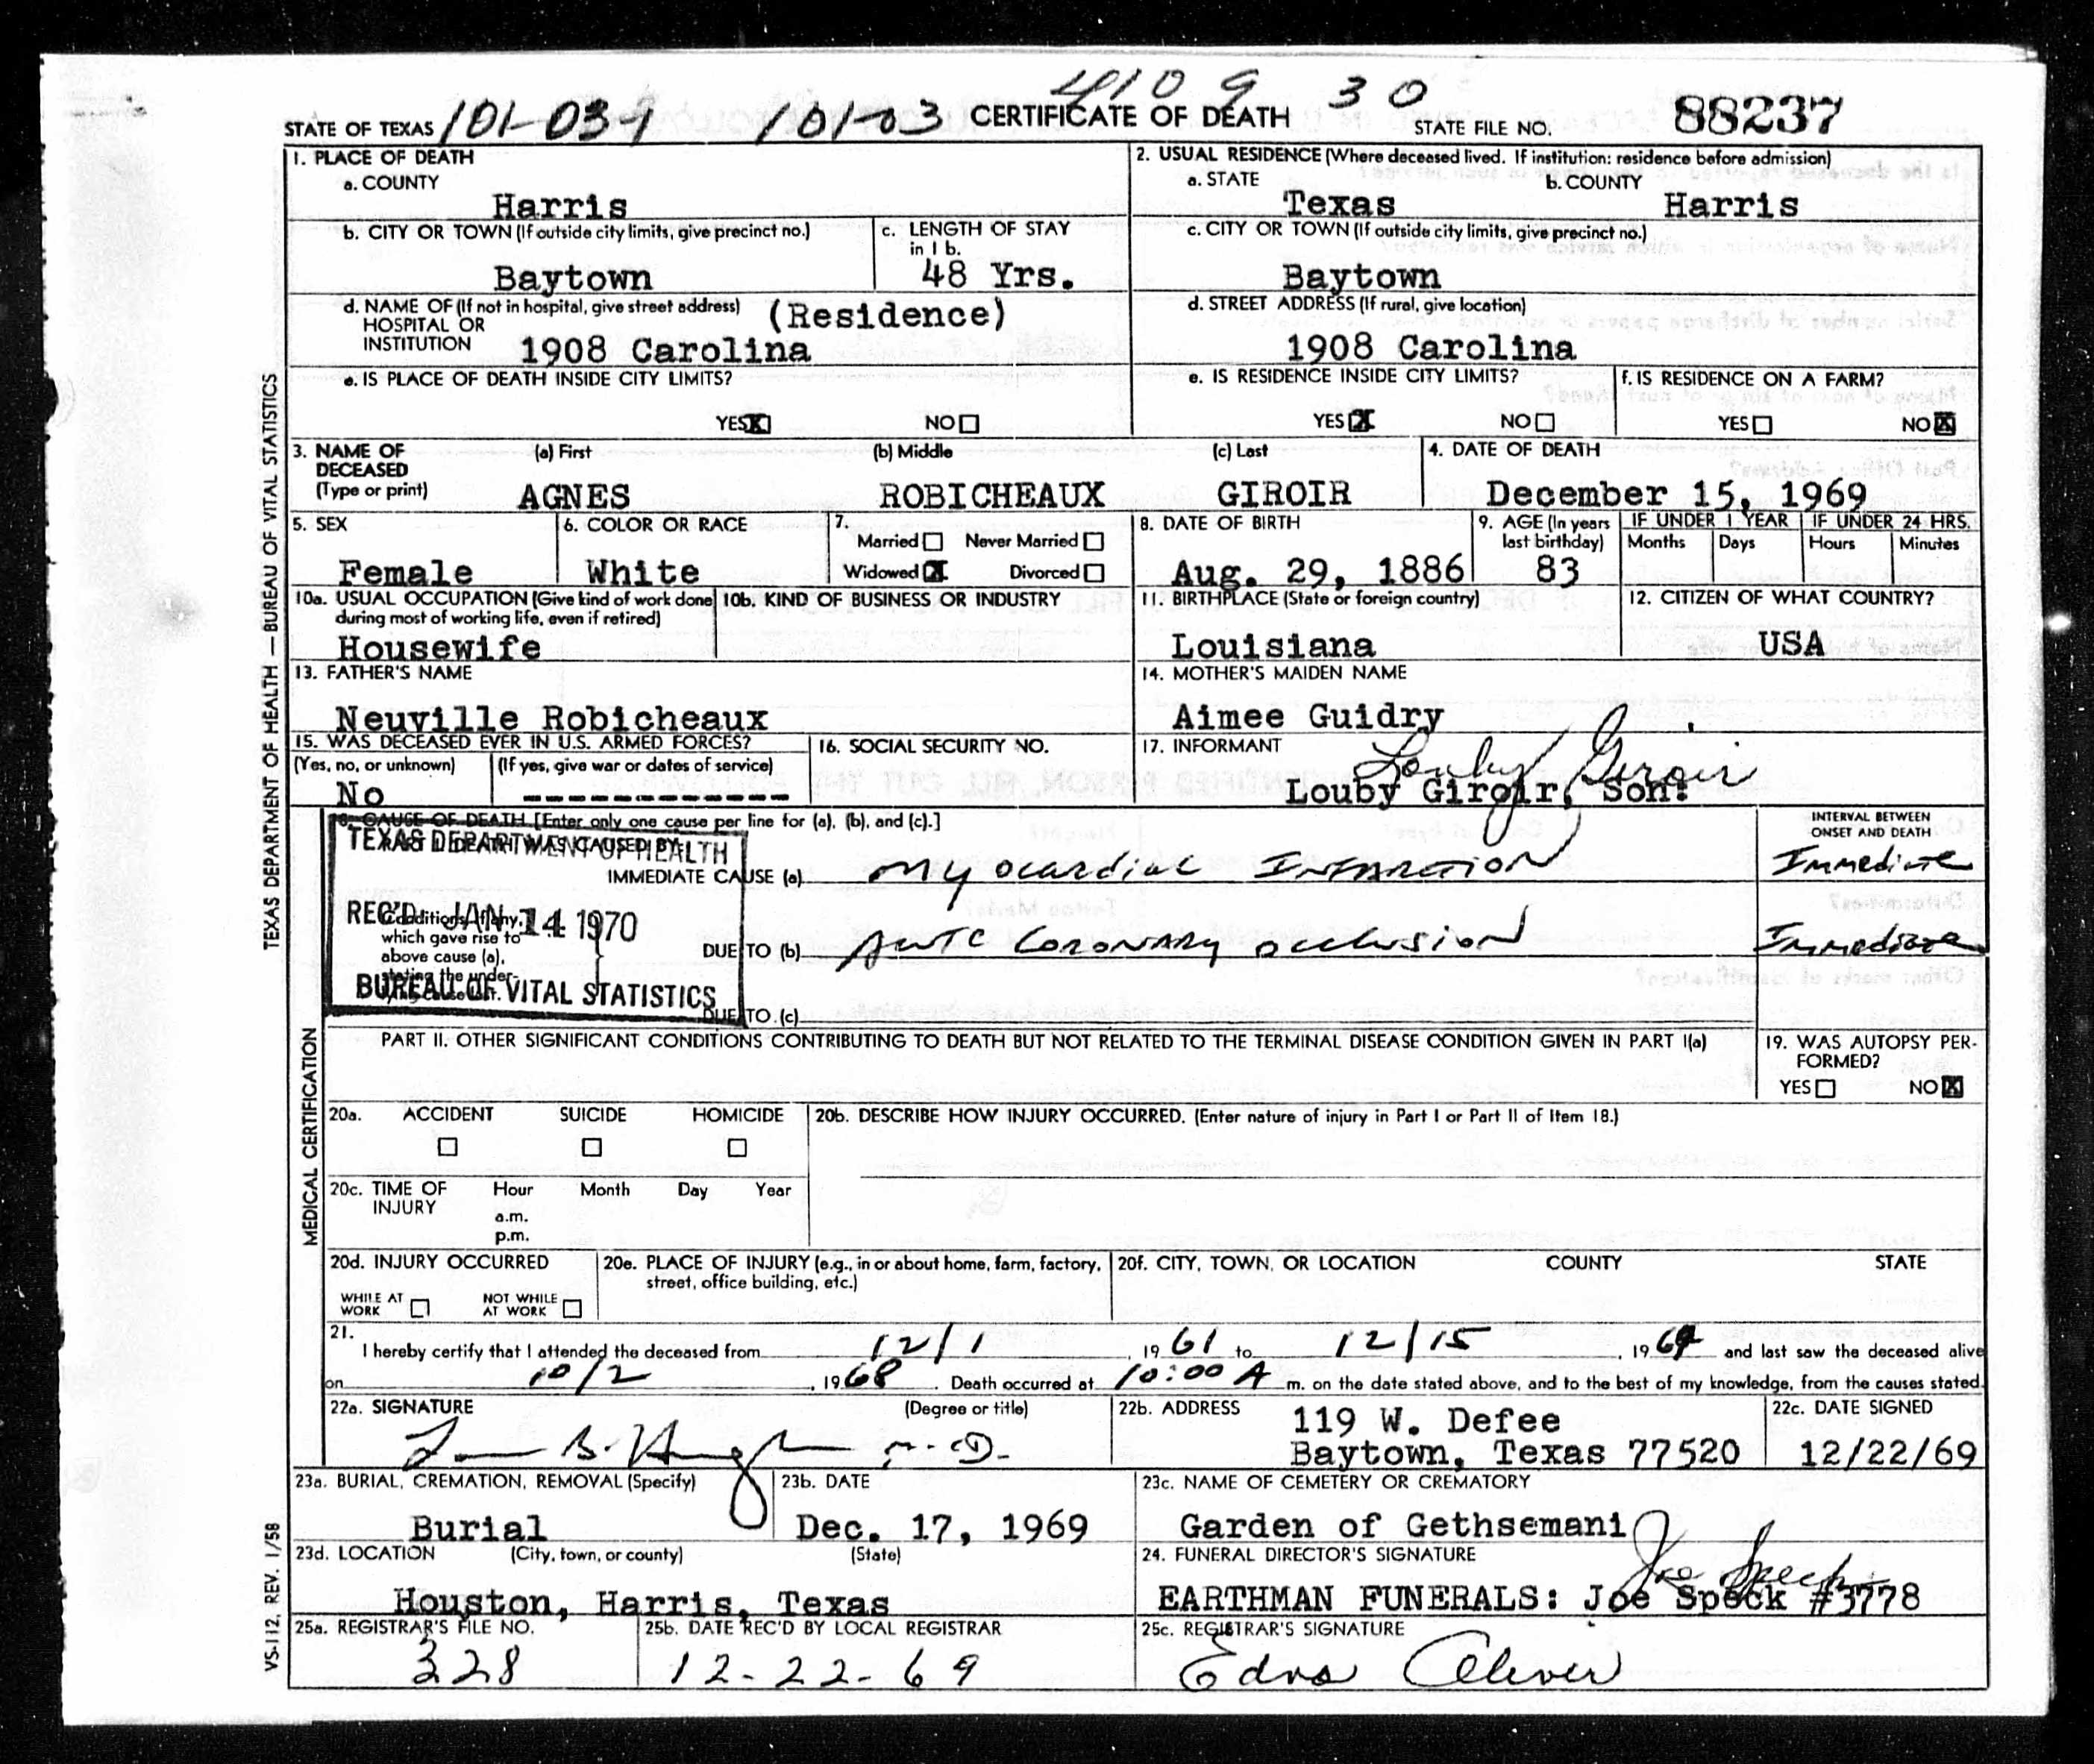 4109 30
STATE OF TEXAS 101-039 101-03 CERTIFICATE OF DEATH STATE FILE NO. 88237
1. PLACE OF DEATH
a. COUNTY
Harris
2. USUAL RESIDENCE (Where deceased lived. If institution: residence before admission)
a. STATE b. COUNTY
Texas Harris
b. CITY OR TOWN (If outside city limits, give precinct no.)
Baytown
c. LENGTH OF STAY
in 1 b.
48 Yrs.
c. CITY OR TOWN (If outside city limits, give precinct no.)
Baytown
d. NAME OF (If not in hospital, give street address) (Residence)
HOSPITAL OR
INSTITUTION 1908 Carolina
d. STREET ADDRESS (If rural, give location)
1908 Carolina
e. IS PLACE OF DEATH INSIDE CITY LIMITS?
YES X NO
e. IS RESIDENCE INSIDE CITY LIMITS?
YES X NO
f. IS RESIDENCE ON A FARM?
YES NO X
3. NAME OF DECEASED
(Type or print)
(a) First (b) Middle (c) Last
AGNES ROBICHEAUX GIROIR
4. DATE OF DEATH
December 15, 1969
5. SEX
Female
6. COLOR OR RACE
White
7.
Married Never Married
Widowed X Divorced
8. DATE OF BIRTH
Aug. 29, 1886
9. AGE (In years
last birthday)
83
IF UNDER 1 YEAR IF UNDER 24 HRS.
Months Days Hours Minutes
10a. USUAL OCCUPATION (Give kind of work done
during most of working life, even if retired)
Housewife
10b. KIND OF BUSINESS OR INDUSTRY
11. BIRTHPLACE (State or foreign country)
Louisiana
12. CITIZEN OF WHAT COUNTRY?
USA
13. FATHER'S NAME
Neuville Robicheaux
14. MOTHER'S MAIDEN NAME
Aimee Guidry
15. WAS DECEASED EVER IN U.S. ARMED FORCES?
(Yes, no, or unknown) (If yes, give war or dates of service)
No -------------
16. SOCIAL SECURITY NO.
17. INFORMANT
Louby Giroir
Louby Giroir, Son.
18. CAUSE OF DEATH [Enter only one cause per line for (a), (b), and (c).]
PART I. DEATH WAS CAUSED BY:
TEXAS DEPARTMENT OF HEALTH
REC'D JAN 14 1970
BUREAU OF VITAL STATISTICS
INTERVAL BETWEEN
ONSET AND DEATH
IMMEDIATE CAUSE (a) Myocardial Infarction Immediate
Conditions, if any,
which gave rise to
above cause (a),
stating the under-
lying cause last.
DUE TO (b) Acute Coronary occlusion Immediate
DUE TO (c)
PART II. OTHER SIGNIFICANT CONDITIONS CONTRIBUTING TO DEATH BUT NOT RELATED TO THE TERMINAL DISEASE CONDITION GIVEN IN PART I(a)
19. WAS AUTOPSY PER-
FORMED?
YES NO X
20a. ACCIDENT SUICIDE HOMICIDE
20b. DESCRIBE HOW INJURY OCCURRED. (Enter nature of injury in Part I or Part II of Item 18.)
20c. TIME OF INJURY Hour Month Day Year
a.m.
p.m.
20d. INJURY OCCURRED
WHILE AT WORK NOT WHILE AT WORK
20e. PLACE OF INJURY (e.g., in or about home, farm, factory,
street, office building, etc.)
20f. CITY, TOWN, OR LOCATION COUNTY STATE
21.
I hereby certify that I attended the deceased from 12/1, 1961 to 12/15, 1969 and last saw the deceased alive
on 10/2, 1968. Death occurred at 10:00 A m. on the date stated above, and to the best of my knowledge, from the causes stated.
22a. SIGNATURE (Degree or title)
M.D.
22b. ADDRESS
119 W. Defee
Baytown, Texas 77520
22c. DATE SIGNED
12/22/69
23a. BURIAL, CREMATION, REMOVAL (Specify)
Burial
23b. DATE
Dec. 17, 1969
23c. NAME OF CEMETERY OR CREMATORY
Garden of Gethsemani
23d. LOCATION (City, town, or county) (State)
Houston, Harris, Texas
24. FUNERAL DIRECTOR'S SIGNATURE
Joe Speck
EARTHMAN FUNERALS: Joe Speck #3778
25a. REGISTRAR'S FILE NO.
328
25b. DATE REC'D BY LOCAL REGISTRAR
12-22-69
25c. REGISTRAR'S SIGNATURE
Edna Oliver
TEXAS DEPARTMENT OF HEALTH — BUREAU OF VITAL STATISTICS
MEDICAL CERTIFICATION
VS-112, REV. 1/58